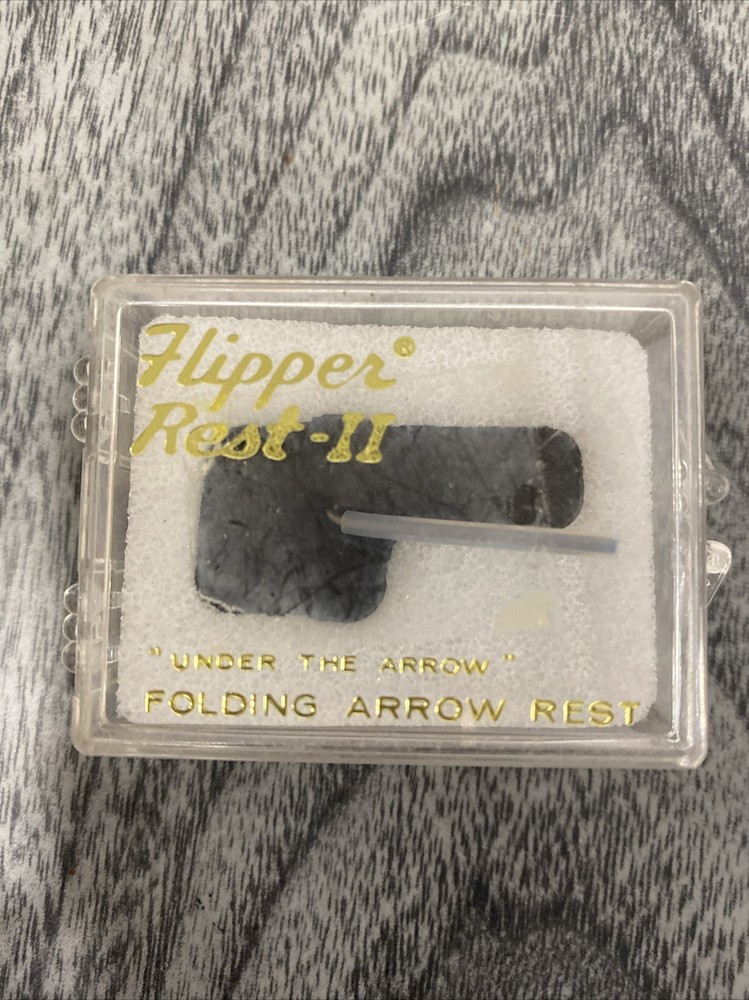 Flipper®
Rest-II
"UNDER THE ARROW"
FOLDING ARROW REST